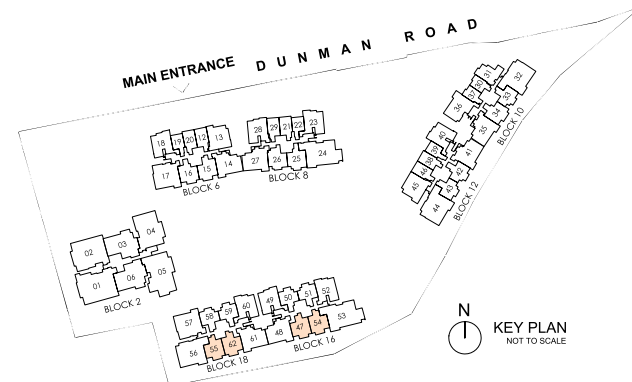 DUNMAN ROAD
MAIN ENTRANCE
18 19 20 12 13
17 16 15 14
BLOCK 6
28 29 21 22 23
27 26 25 24
BLOCK 8
37 30 31 32
36 35 34 33
BLOCK 10
40 39 38 46 45
41 42 43 44
BLOCK 12
02 03 04
01 06 05
BLOCK 2
57 58 59 60
56 55 62 61
BLOCK 18
49 50 51 52
48 47 54 53
BLOCK 16
N
KEY PLAN
NOT TO SCALE